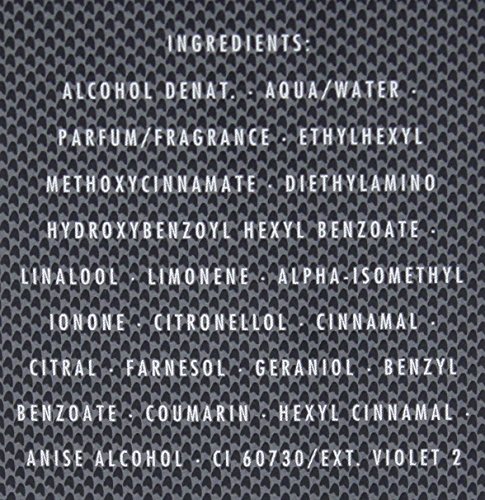 INGREDIENTS:
ALCOHOL DENAT. · AQUA/WATER ·
PARFUM/FRAGRANCE · ETHYLHEXYL
METHOXYCINNAMATE · DIETHYLAMINO
HYDROXYBENZOYL HEXYL BENZOATE ·
LINALOOL · LIMONENE · ALPHA-ISOMETHYL
IONONE · CITRONELLOL · CINNAMAL ·
CITRAL · FARNESOL · GERANIOL · BENZYL
BENZOATE · COUMARIN · HEXYL CINNAMAL ·
ANISE ALCOHOL · CI 60730/EXT. VIOLET 2